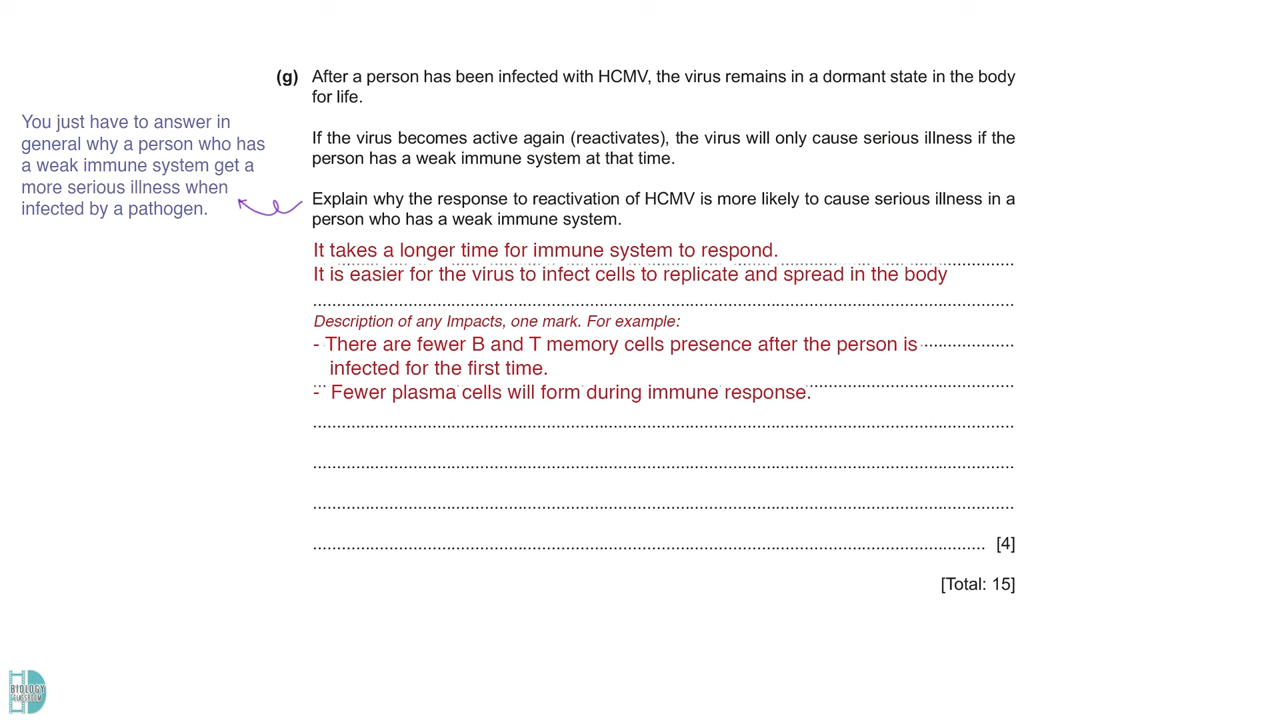 (g) After a person has been infected with HCMV, the virus remains in a dormant state in the body
for life.
You just have to answer in
general why a person who has
a weak immune system get a
more serious illness when
infected by a pathogen.
If the virus becomes active again (reactivates), the virus will only cause serious illness if the
person has a weak immune system at that time.
Explain why the response to reactivation of HCMV is more likely to cause serious illness in a
person who has a weak immune system.
It takes a longer time for immune system to respond.
It is easier for the virus to infect cells to replicate and spread in the body
Description of any Impacts, one mark. For example:
- There are fewer B and T memory cells presence after the person is
infected for the first time.
- Fewer plasma cells will form during immune response.
[4]
[Total: 15]
BIOLOGY
CLASSROOM